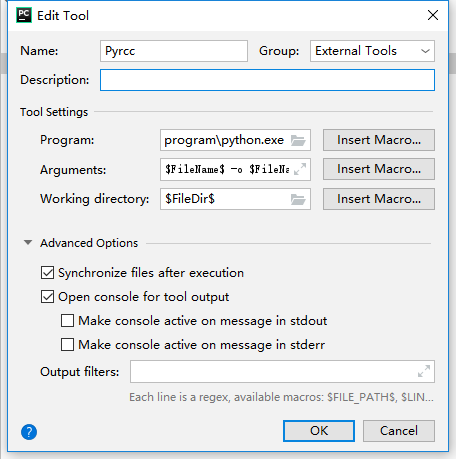 PC Edit Tool
Name: Pyrcc Group: External Tools
Description:
Tool Settings
Program: program\python.exe Insert Macro...
Arguments: $FileName$ -o $FileNa Insert Macro...
Working directory: $FileDir$ Insert Macro...
Advanced Options
Synchronize files after execution
Open console for tool output
Make console active on message in stdout
Make console active on message in stderr
Output filters:
Each line is a regex, available macros: $FILE_PATH$, $LIN...
? OK Cancel